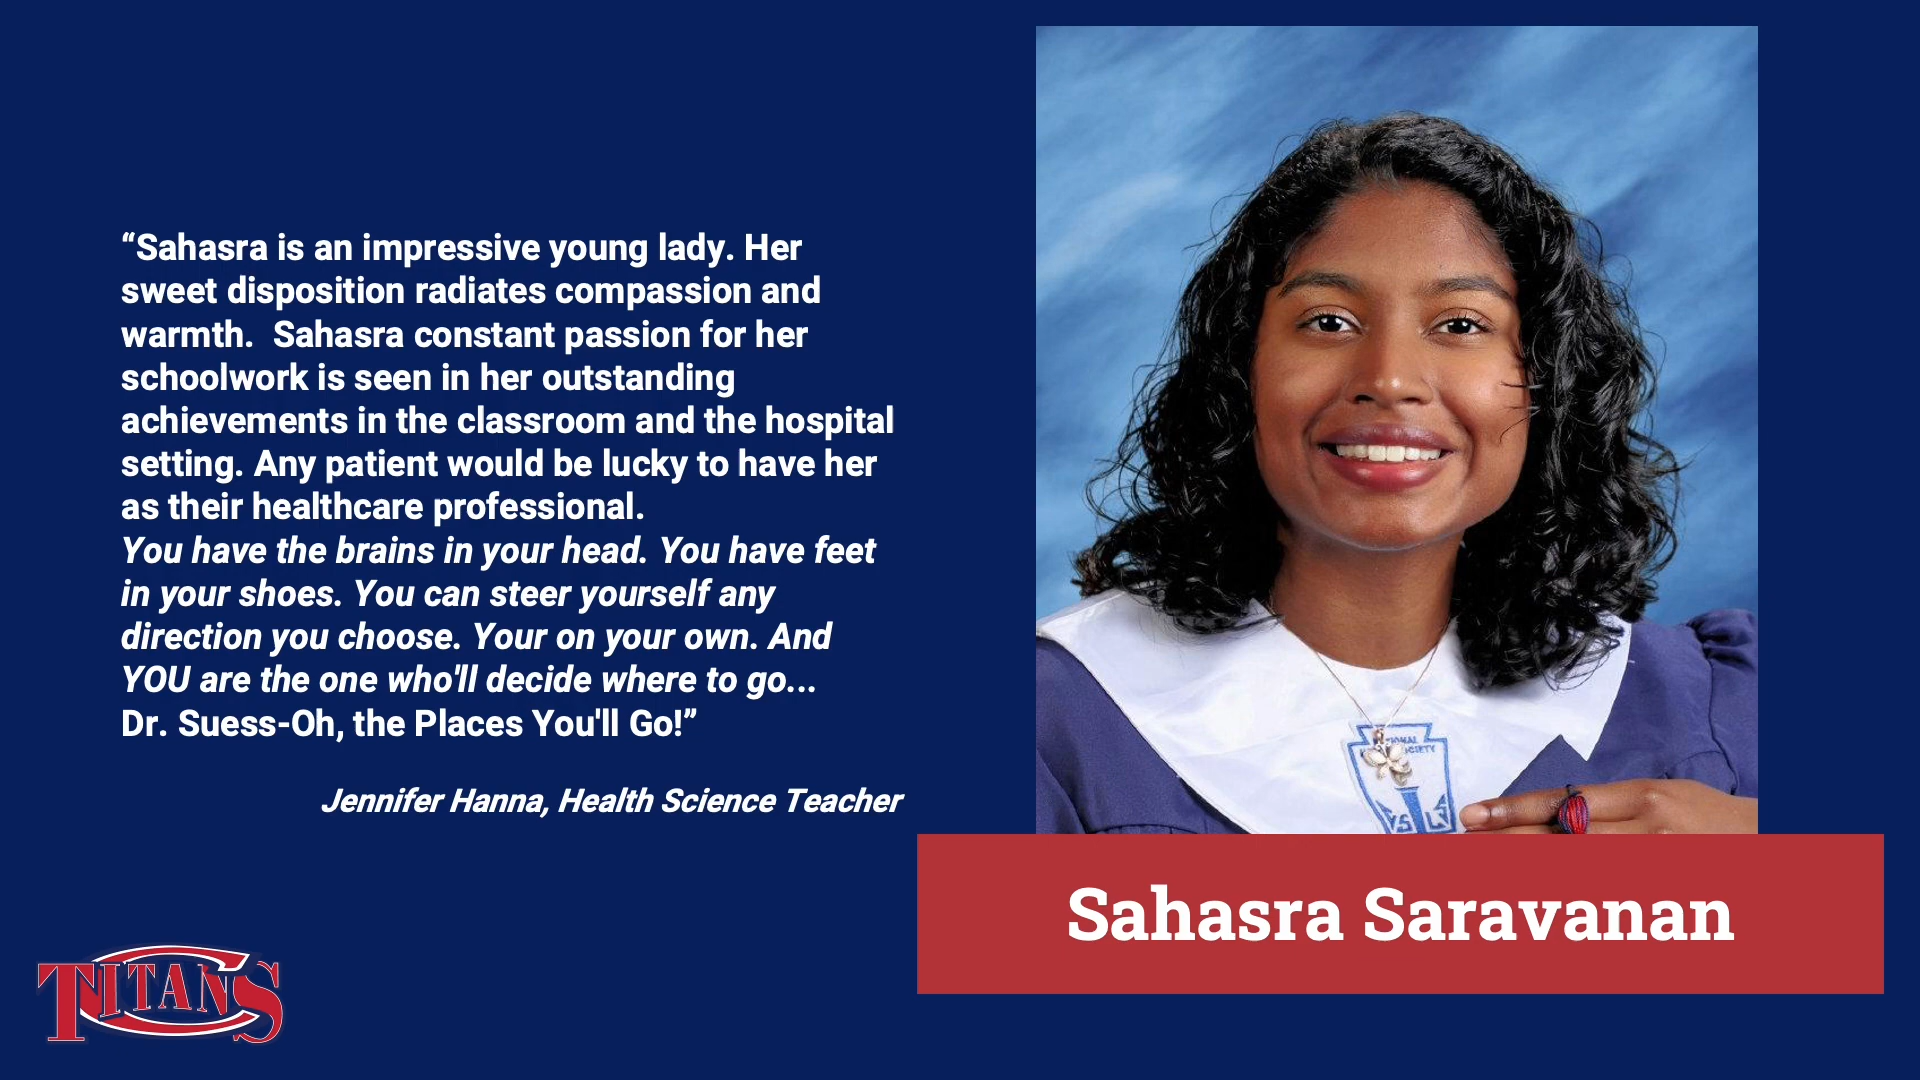 “Sahasra is an impressive young lady. Her
sweet disposition radiates compassion and
warmth.  Sahasra constant passion for her
schoolwork is seen in her outstanding
achievements in the classroom and the hospital
setting. Any patient would be lucky to have her
as their healthcare professional.
You have the brains in your head. You have feet
in your shoes. You can steer yourself any
direction you choose. Your on your own. And
YOU are the one who'll decide where to go...
Dr. Suess-Oh, the Places You'll Go!”
Jennifer Hanna, Health Science Teacher
Sahasra Saravanan
TITANS